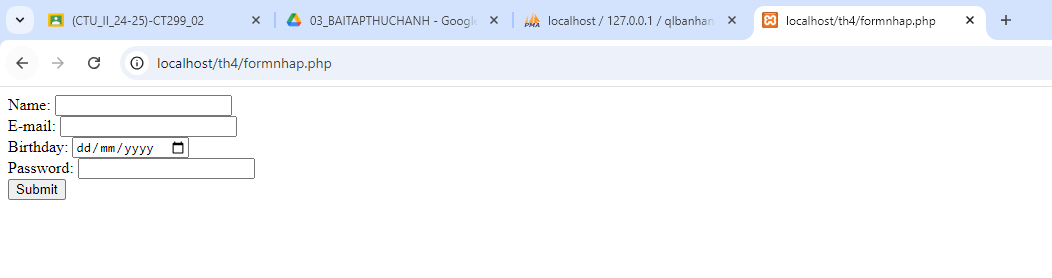 (CTU_II_24-25)-CT299_02
03_BAITAPTHUCHANH - Google
localhost / 127.0.0.1 / qlbanhan
localhost/th4/formnhap.php
localhost/th4/formnhap.php
Name:
E-mail:
Birthday: dd/mm/yyyy
Password:
Submit